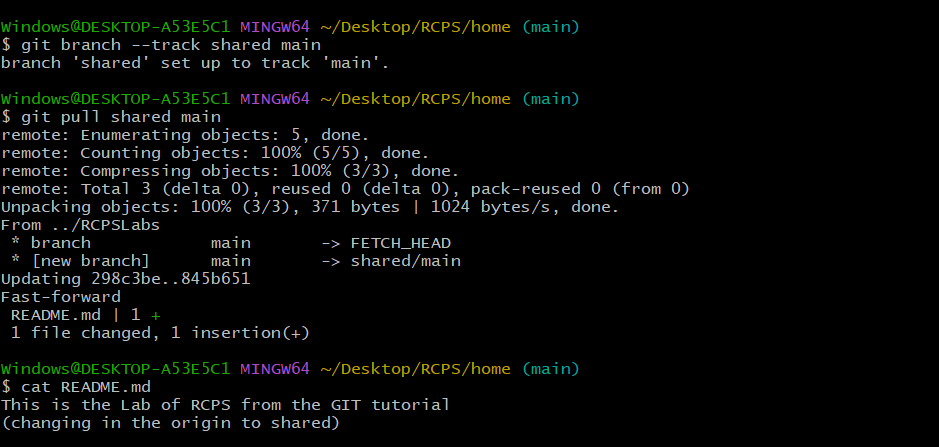 Windows@DESKTOP-A53E5C1 MINGW64 ~/Desktop/RCPS/home (main)
$ git branch --track shared main
branch 'shared' set up to track 'main'.
Windows@DESKTOP-A53E5C1 MINGW64 ~/Desktop/RCPS/home (main)
$ git pull shared main
remote: Enumerating objects: 5, done.
remote: Counting objects: 100% (5/5), done.
remote: Compressing objects: 100% (3/3), done.
remote: Total 3 (delta 0), reused 0 (delta 0), pack-reused 0 (from 0)
Unpacking objects: 100% (3/3), 371 bytes | 1024 bytes/s, done.
From ../RCPSLabs
 * branch            main       -> FETCH_HEAD
 * [new branch]      main       -> shared/main
Updating 298c3be..845b651
Fast-forward
 README.md | 1 +
 1 file changed, 1 insertion(+)
Windows@DESKTOP-A53E5C1 MINGW64 ~/Desktop/RCPS/home (main)
$ cat README.md
This is the Lab of RCPS from the GIT tutorial
(changing in the origin to shared)